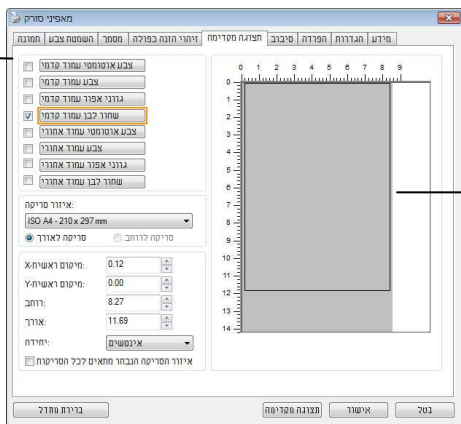 מאפיני סורק
תמונה השמטת צבע מסמך זיהוי הזנה כפולה תצוגה מקדימה סיבוב הפרדה הגדרות מידע
צבע אוטומטי עמוד קדמי
צבע עמוד קדמי
גווני אפור עמוד קדמי
שחור לבן עמוד קדמי
צבע אוטומטי עמוד אחורי
צבע עמוד אחורי
גווני אפור עמוד אחורי
שחור לבן עמוד אחורי
איזור סריקה:
ISO A4 - 210 x 297 mm
סריקה לאורך סריקה לרוחב
מיקום ראשית-X: 0.12
מיקום ראשית-Y: 0.00
רוחב: 8.27
אורך: 11.69
יחידה: אינטשים
איזור הסריקה הנבחר מתאים לכל הסריקות
0 1 2 3 4 5 6 7 8 9
0
1
2
3
4
5
6
7
8
9
10
11
12
13
14
ברירת מחדל תצוגה מקדימה אישור בטל